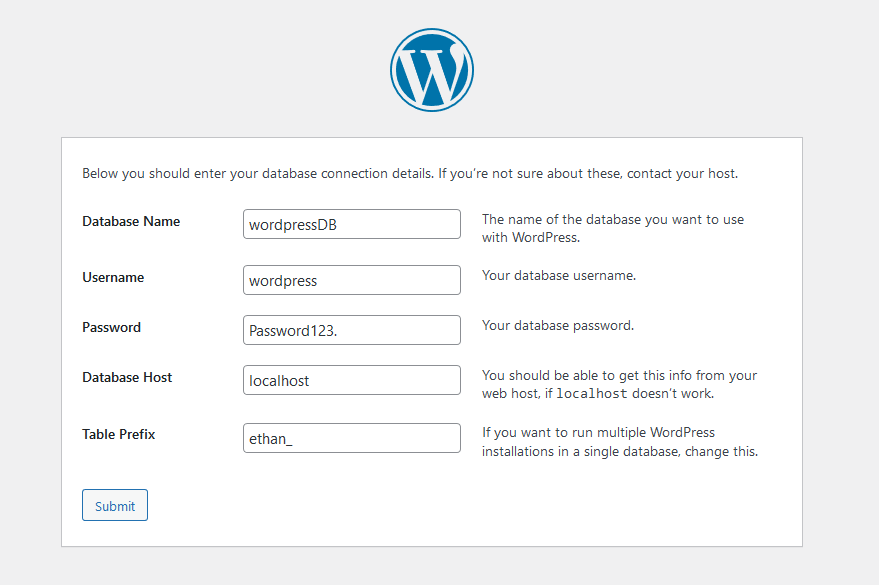 Below you should enter your database connection details. If you’re not sure about these, contact your host.
Database Name
wordpressDB
The name of the database you want to use
with WordPress.
Username
wordpress
Your database username.
Password
Password123.
Your database password.
Database Host
localhost
You should be able to get this info from your
web host, if localhost doesn’t work.
Table Prefix
ethan_
If you want to run multiple WordPress
installations in a single database, change this.
Submit